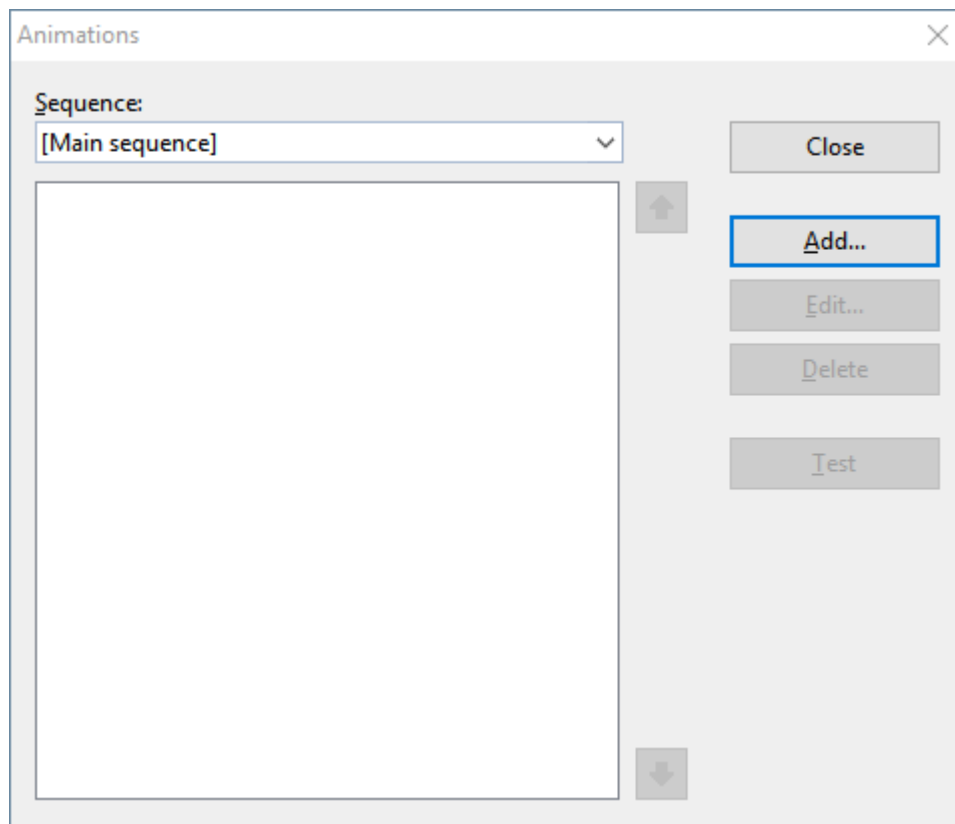 Animations
Sequence:
[Main sequence]
Close
Add...
Edit...
Delete
Test